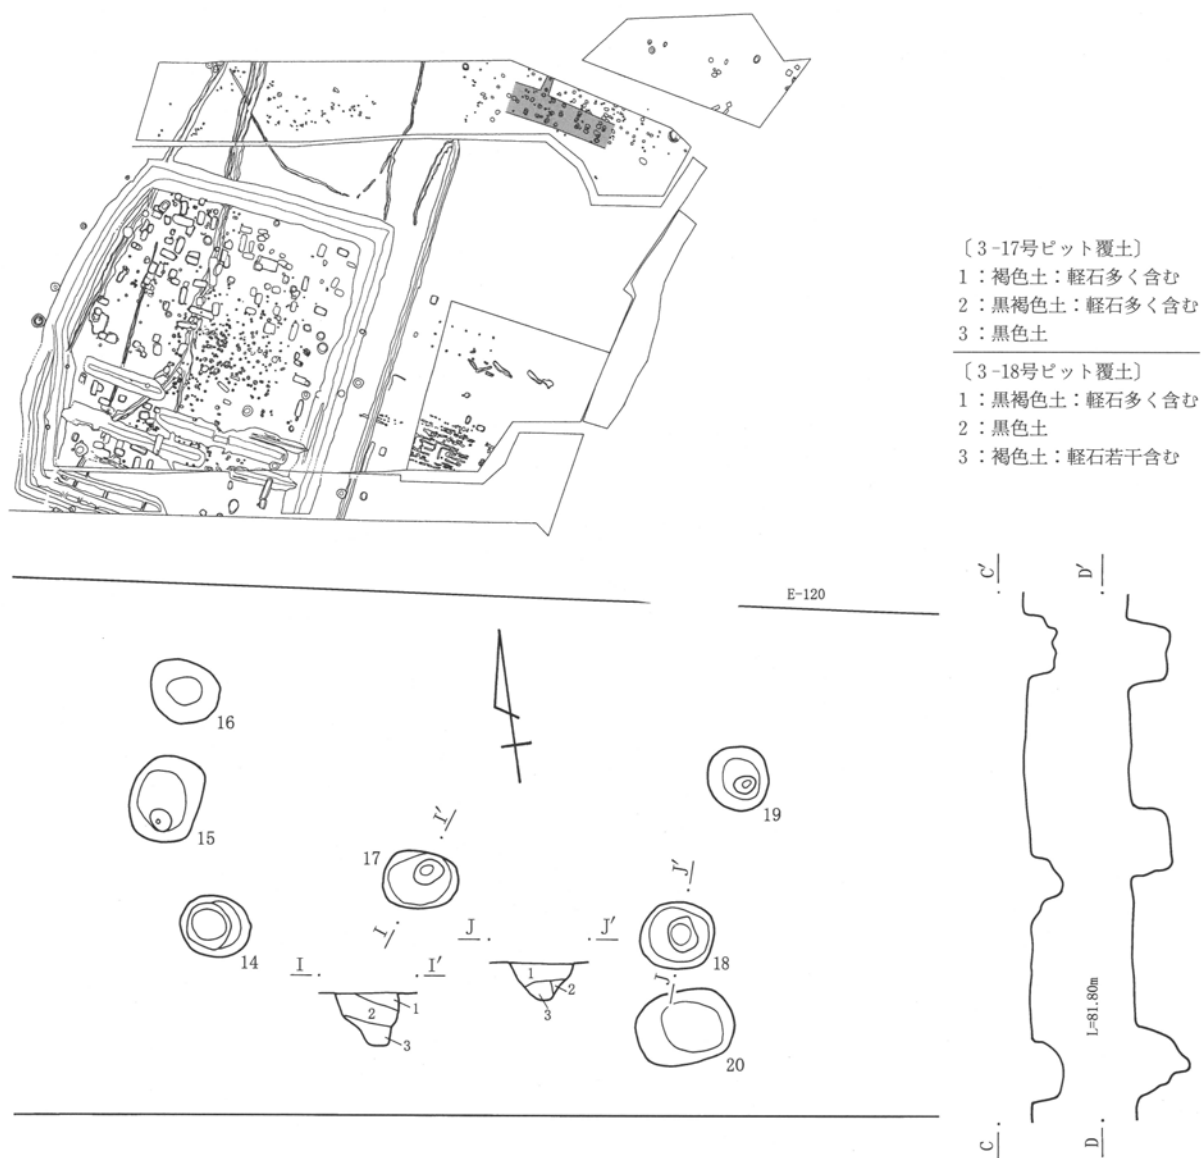 〔3-17号ピット覆土〕
1：褐色土：軽石多く含む
2：黒褐色土：軽石多く含む
3：黒色土
〔3-18号ピット覆土〕
1：黒褐色土：軽石多く含む
2：黒色土
3：褐色土：軽石若干含む
E-120
C′
D′
16
15
14
17
I′
I
19
J′
J
18
20
I
I′
1
2
3
J
J′
1
2
3
L=81.80m
C
D